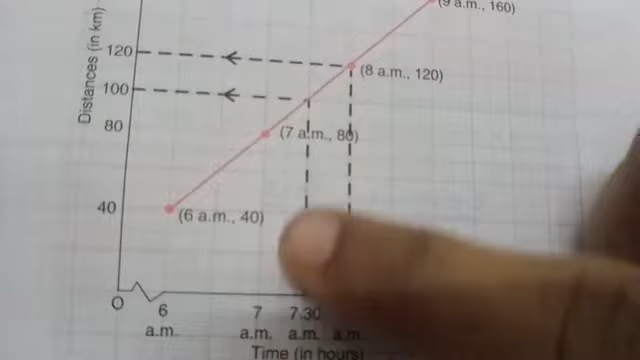 (9 a.m., 160)
Distances (in km)
120
(8 a.m., 120)
100
80
(7 a.m., 80)
40
(6 a.m., 40)
O
6 7 7.30
a.m. a.m. a.m. a.m.
Time (in hours)